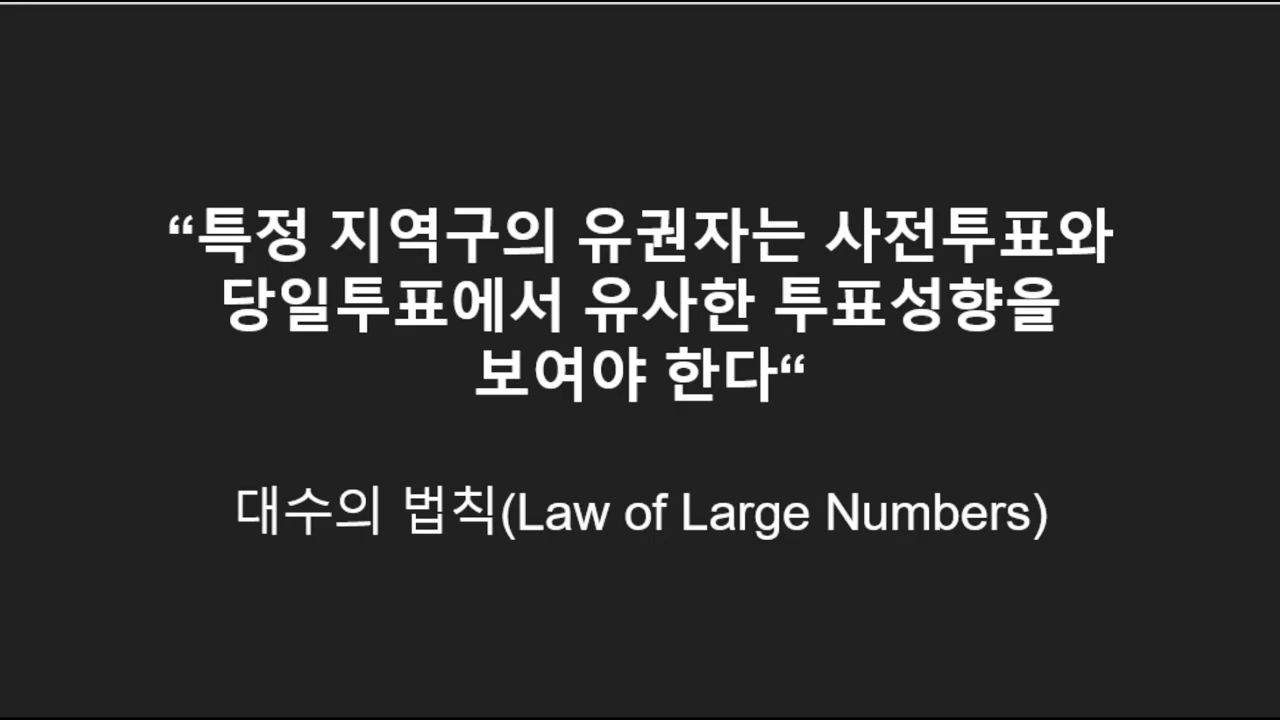 “특정 지역구의 유권자는 사전투표와
당일투표에서 유사한 투표성향을
보여야 한다“
대수의 법칙(Law of Large Numbers)